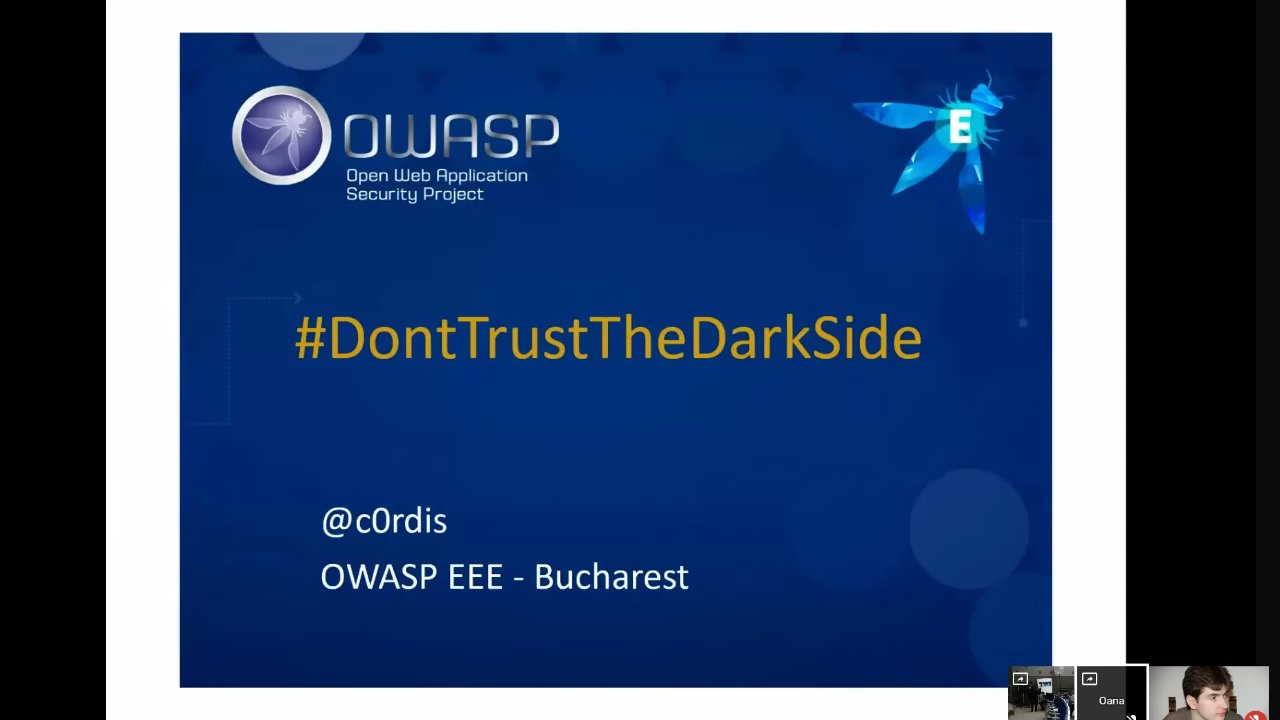 OWASP
Open Web Application
Security Project
E
#DontTrustTheDarkSide
@c0rdis
OWASP EEE - Bucharest
Oana